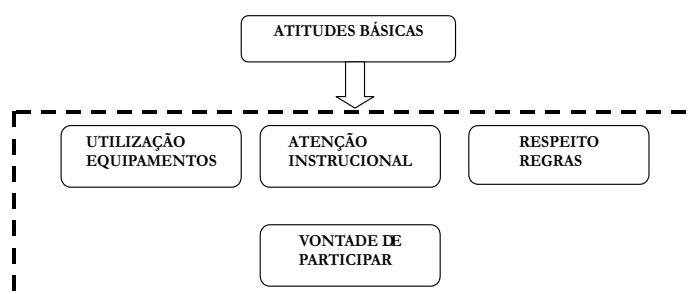 ATITUDES BÁSICAS
UTILIZAÇÃO
EQUIPAMENTOS
ATENÇÃO
INSTRUCIONAL
RESPEITO
REGRAS
VONTADE DE
PARTICIPAR